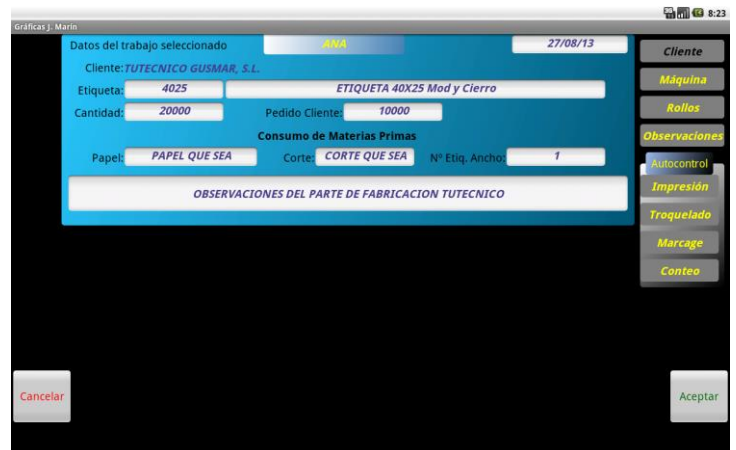 8:23
Gráficas J. Marín
Datos del trabajo seleccionado ANA 27/08/13
Cliente: TUTECNICO GUSMAR, S.L.
Etiqueta: 4025 ETIQUETA 40X25 Mod y Cierro
Cantidad: 20000 Pedido Cliente: 10000
Consumo de Materias Primas
Papel: PAPEL QUE SEA Corte: CORTE QUE SEA Nº Etiq. Ancho: 1
OBSERVACIONES DEL PARTE DE FABRICACION TUTECNICO
Cliente
Máquina
Rollos
Observaciones
Autocontrol
Impresión
Troquelado
Marcage
Conteo
Cancelar
Aceptar